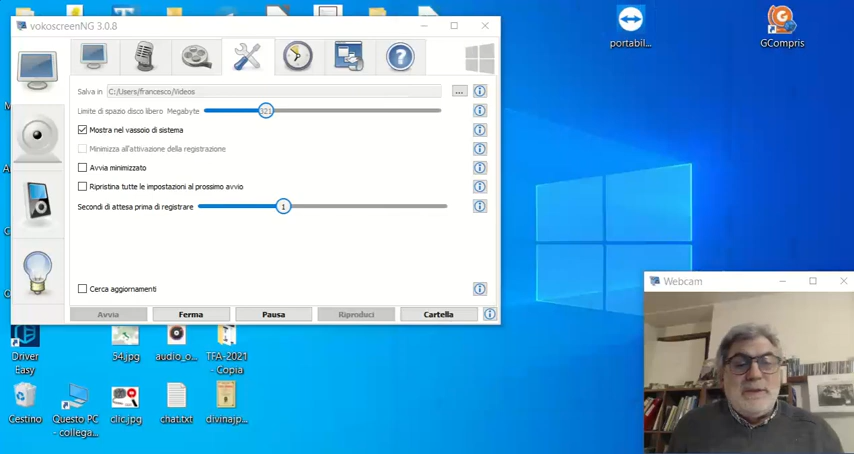 vokoscreenNG 3.0.8
Salva in C:/Users/francesco/Videos ...
Limite di spazio disco libero Megabyte 321
Mostra nel vassoio di sistema
Minimizza all'attivazione della registrazione
Avvia minimizzato
Ripristina tutte le impostazioni al prossimo avvio
Secondi di attesa prima di registrare 1
Cerca aggiornamenti
Avvia Ferma Pausa Riproduci Cartella
portabil...
GCompris
Webcam
Driver
Easy
54.jpg
audio_o...
TFA-2021
- Copia
Cestino
Questo PC
- collega...
clic.jpg
chat.txt
divinajp...